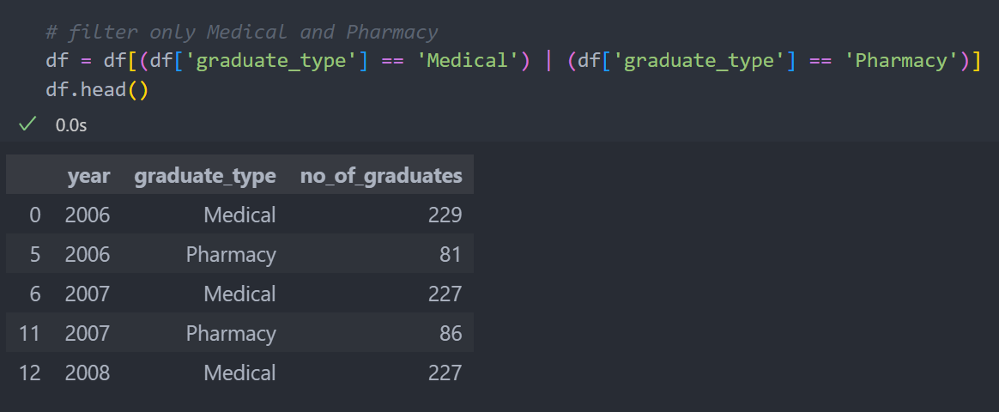 # filter only Medical and Pharmacy
df = df[(df['graduate_type'] == 'Medical') | (df['graduate_type'] == 'Pharmacy')]
df.head()
0.0s
year graduate_type no_of_graduates
0 2006 Medical 229
5 2006 Pharmacy 81
6 2007 Medical 227
11 2007 Pharmacy 86
12 2008 Medical 227